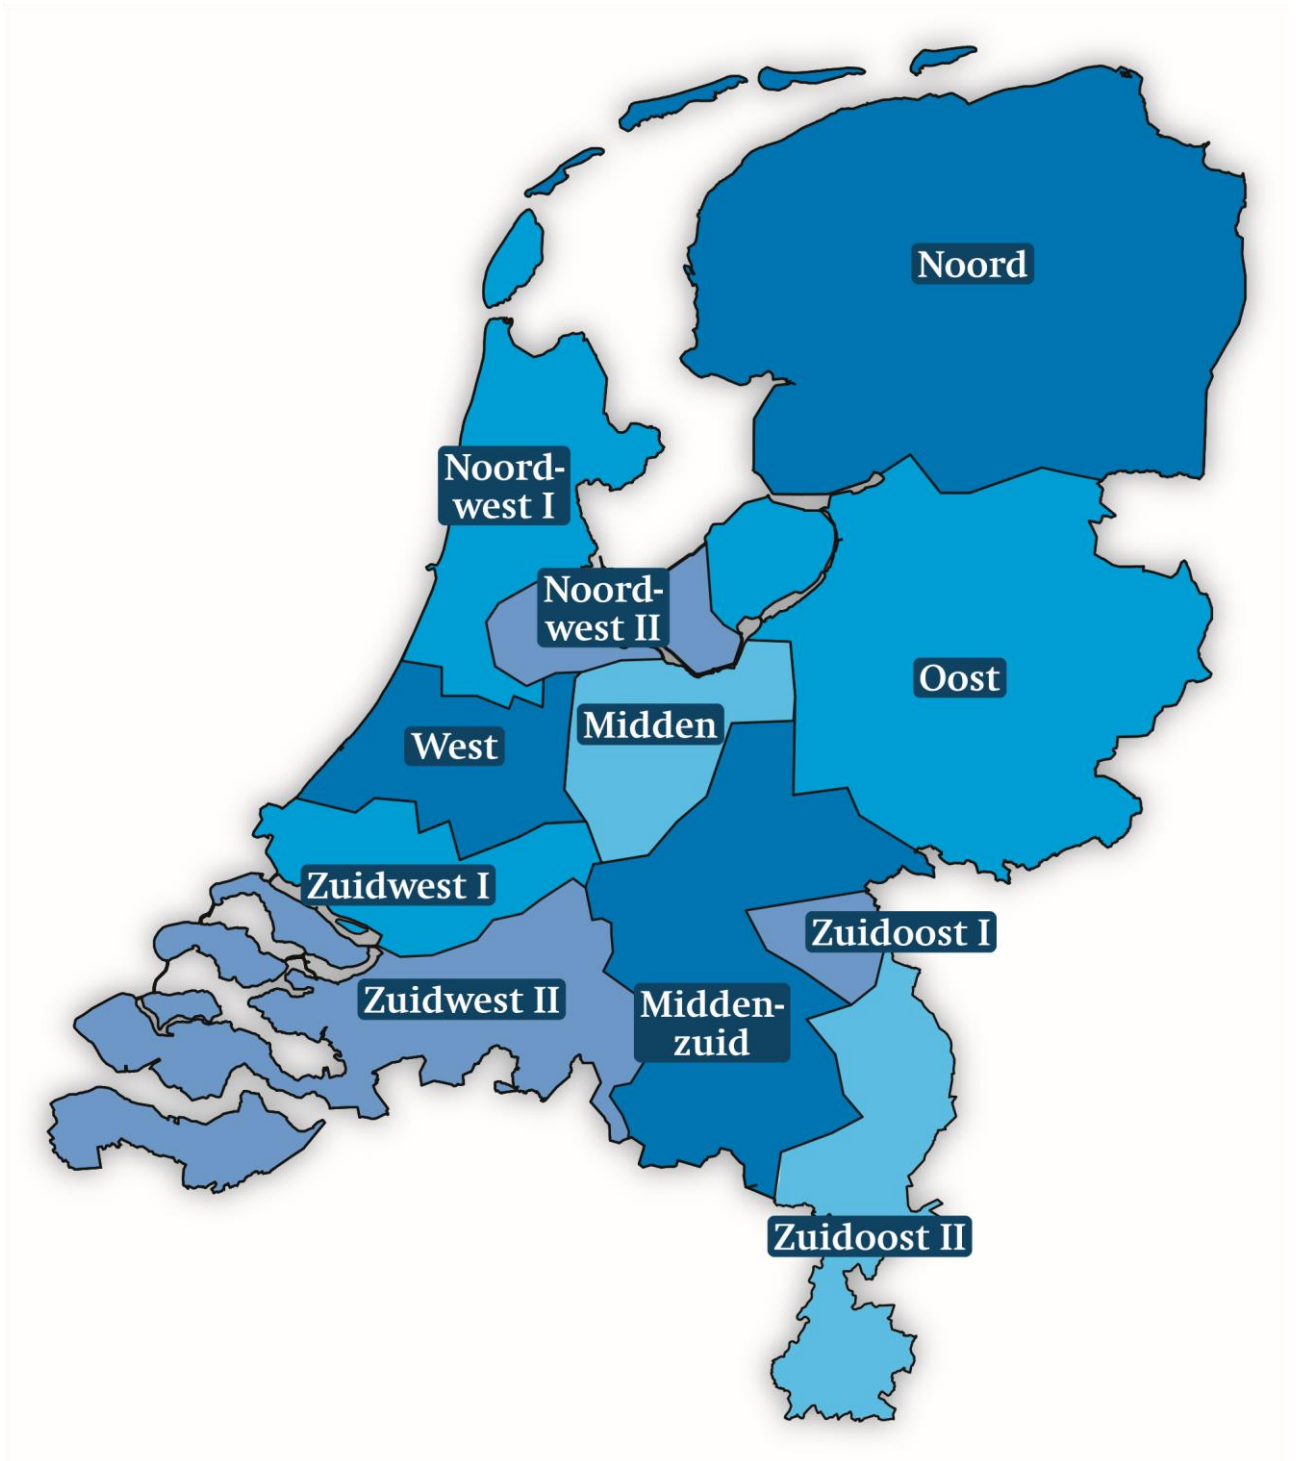 Noord
Noord-
west I
Noord-
west II
Oost
Midden
West
Zuidwest I
Zuidoost I
Zuidwest II
Midden-
zuid
Zuidoost II